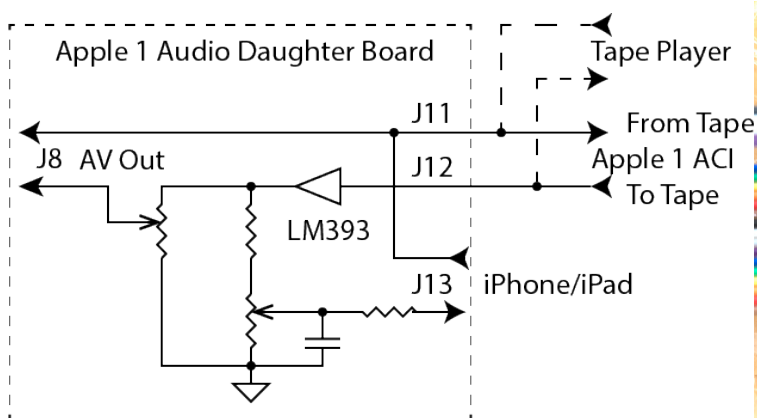 Apple 1 Audio Daughter Board
Tape Player
J11
From Tape
J8 AV Out
J12
Apple 1 ACI
To Tape
LM393
J13
iPhone/iPad